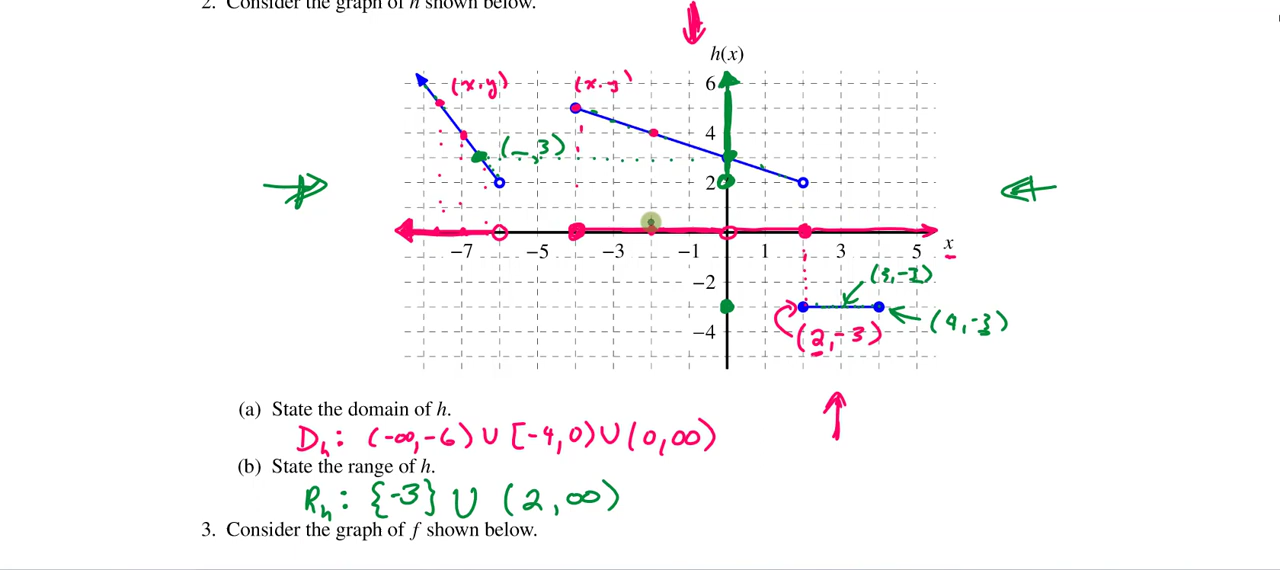 2. Consider the graph of h shown below.
h(x)
(x,y)
(x,y)
6
(–,3)
4
2
−7 −5 −3 −1 1 3 5 x
−2
(3,-3)
(4,-3)
−4
(2,-3)
(a) State the domain of h.
Dₕ: (-∞,-6) ∪ [-4,0) ∪ (0,∞)
(b) State the range of h.
Rₕ: {-3} ∪ (2,∞)
3. Consider the graph of f shown below.